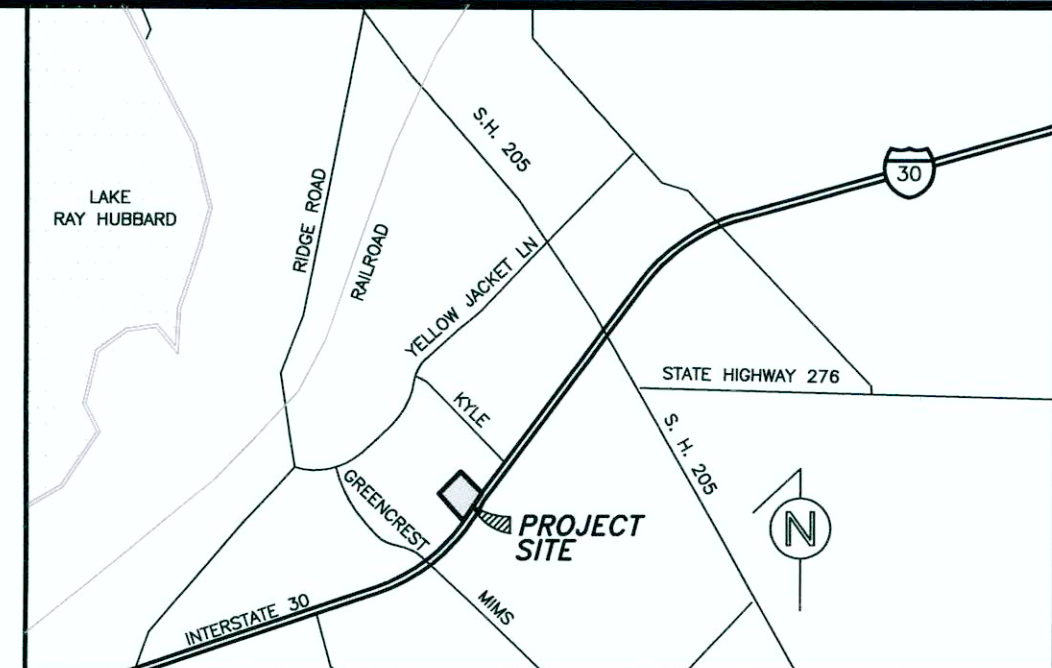 S.H. 205
30
LAKE
RAY HUBBARD
RIDGE ROAD
RAILROAD
YELLOW JACKET LN
STATE HIGHWAY 276
KYLE
S. H. 205
GREENCREST
PROJECT
SITE
N
INTERSTATE 30
MIMS